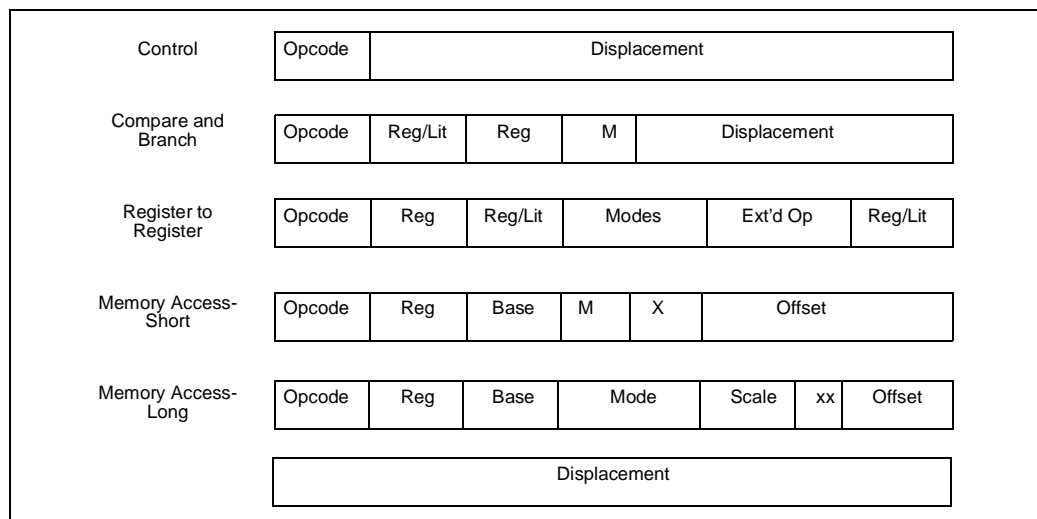 Control Opcode Displacement
Compare and
Branch
Opcode Reg/Lit Reg M Displacement
Register to
Register
Opcode Reg Reg/Lit Modes Ext'd Op Reg/Lit
Memory Access-
Short
Opcode Reg Base M X Offset
Memory Access-
Long
Opcode Reg Base Mode Scale xx Offset
Displacement